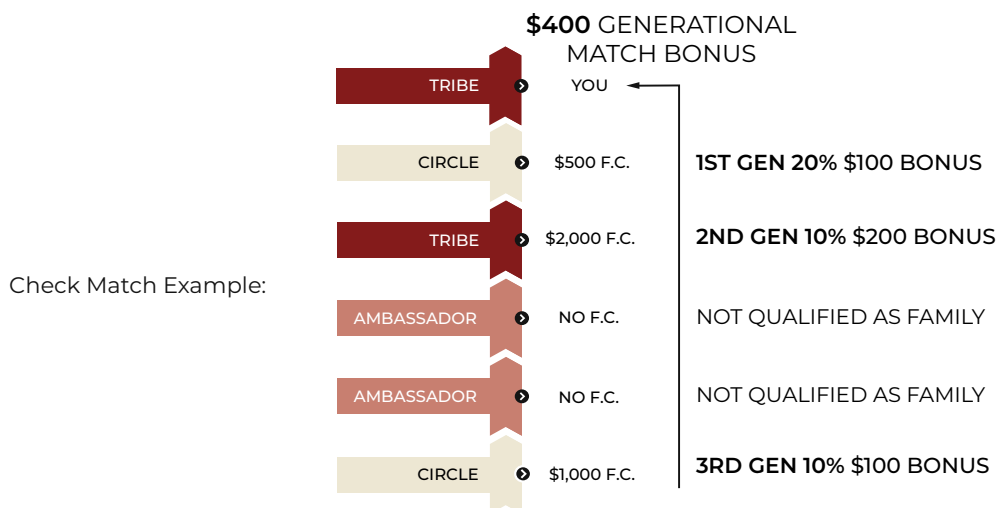 $400 GENERATIONAL
MATCH BONUS
TRIBE YOU
CIRCLE $500 F.C. 1ST GEN 20% $100 BONUS
TRIBE $2,000 F.C. 2ND GEN 10% $200 BONUS
Check Match Example:
AMBASSADOR NO F.C. NOT QUALIFIED AS FAMILY
AMBASSADOR NO F.C. NOT QUALIFIED AS FAMILY
CIRCLE $1,000 F.C. 3RD GEN 10% $100 BONUS